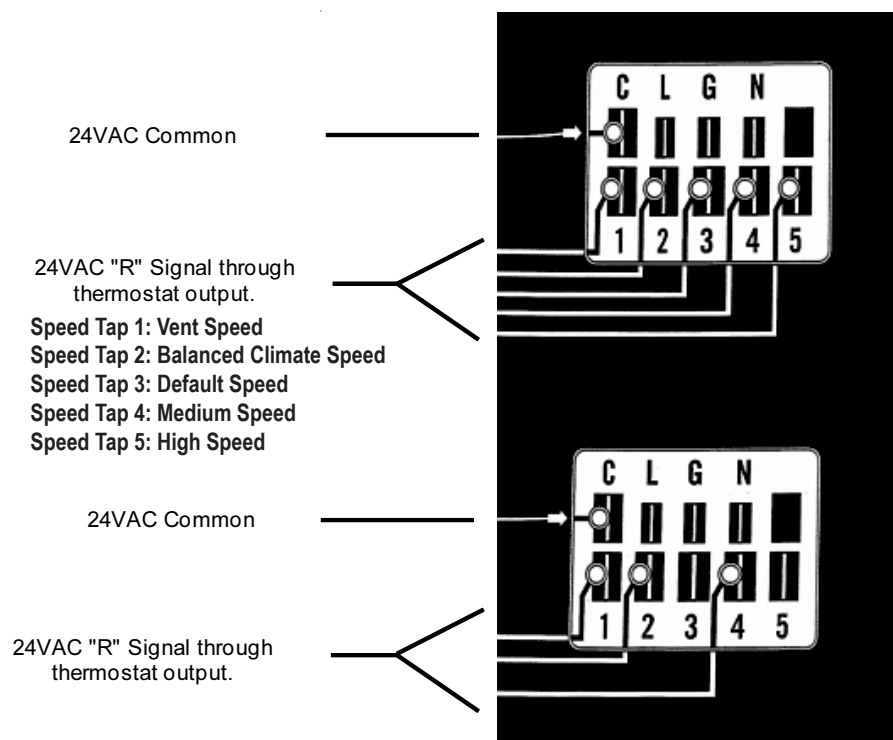 C L G N
24VAC Common
1 2 3 4 5
24VAC "R" Signal through
thermostat output.
Speed Tap 1: Vent Speed
Speed Tap 2: Balanced Climate Speed
Speed Tap 3: Default Speed
Speed Tap 4: Medium Speed
Speed Tap 5: High Speed
C L G N
24VAC Common
1 2 3 4 5
24VAC "R" Signal through
thermostat output.